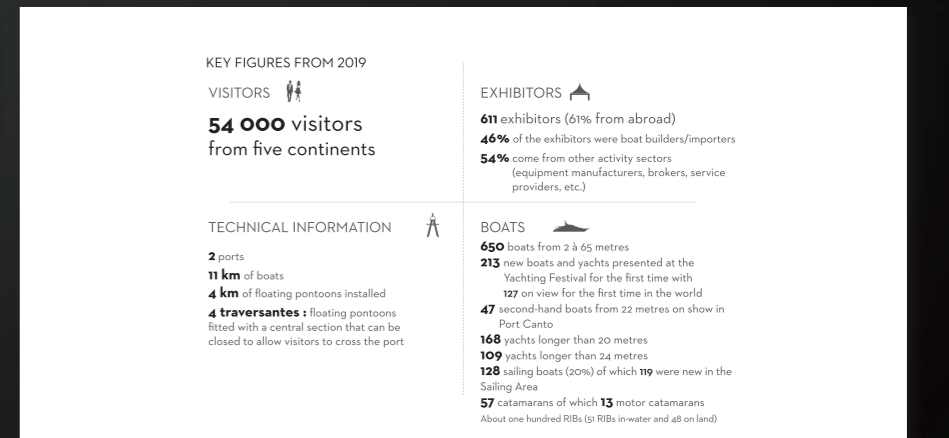 KEY FIGURES FROM 2019
VISITORS
54 000 visitors
from five continents
EXHIBITORS
611 exhibitors (61% from abroad)
46% of the exhibitors were boat builders/importers
54% come from other activity sectors
(equipment manufacturers, brokers, service
providers, etc.)
TECHNICAL INFORMATION
2 ports
11 km of boats
4 km of floating pontoons installed
4 traversantes : floating pontoons
fitted with a central section that can be
closed to allow visitors to cross the port
BOATS
650 boats from 2 à 65 metres
213 new boats and yachts presented at the
Yachting Festival for the first time with
127 on view for the first time in the world
47 second-hand boats from 22 metres on show in
Port Canto
168 yachts longer than 20 metres
109 yachts longer than 24 metres
128 sailing boats (20%) of which 119 were new in the
Sailing Area
57 catamarans of which 13 motor catamarans
About one hundred RIBs (51 RIBs in-water and 48 on land)